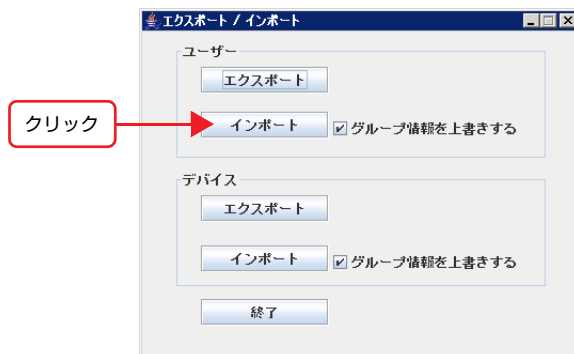 エクスポート / インポート
ユーザー
エクスポート
クリック
インポート
グループ情報を上書きする
デバイス
エクスポート
インポート
グループ情報を上書きする
終了